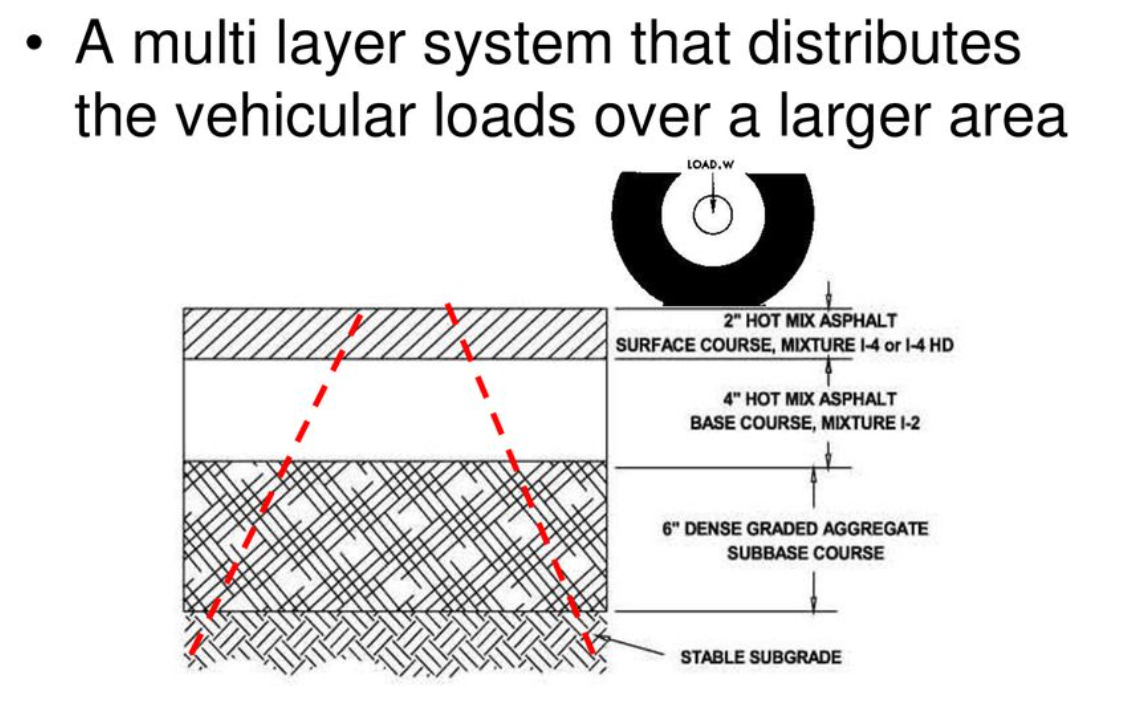 • A multi layer system that distributes
the vehicular loads over a larger area
LOAD,W
2" HOT MIX ASPHALT
SURFACE COURSE, MIXTURE I-4 or I-4 HD
4" HOT MIX ASPHALT
BASE COURSE, MIXTURE I-2
6" DENSE GRADED AGGREGATE
SUBBASE COURSE
STABLE SUBGRADE